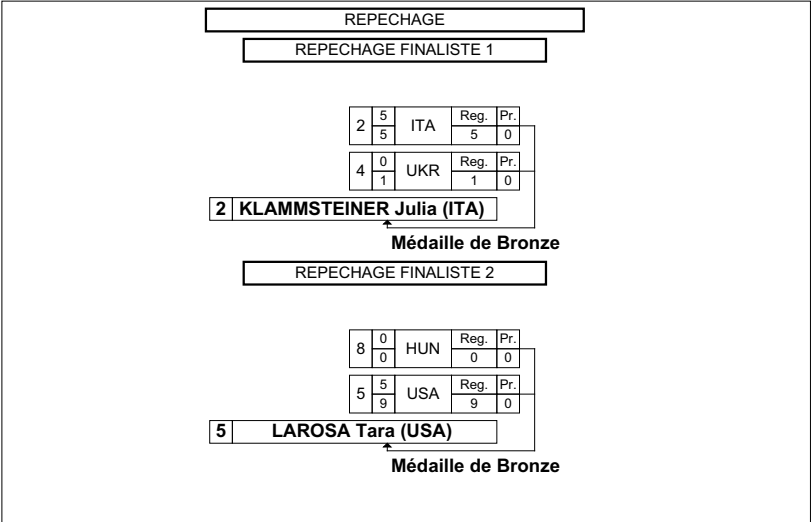 REPECHAGE
REPECHAGE FINALISTE 1
2 5 ITA Reg. Pr.
5 5 0
4 0 UKR Reg. Pr.
1 1 0
2 KLAMMSTEINER Julia (ITA)
Médaille de Bronze
REPECHAGE FINALISTE 2
8 0 HUN Reg. Pr.
0 0 0
5 5 USA Reg. Pr.
9 9 0
5 LAROSA Tara (USA)
Médaille de Bronze